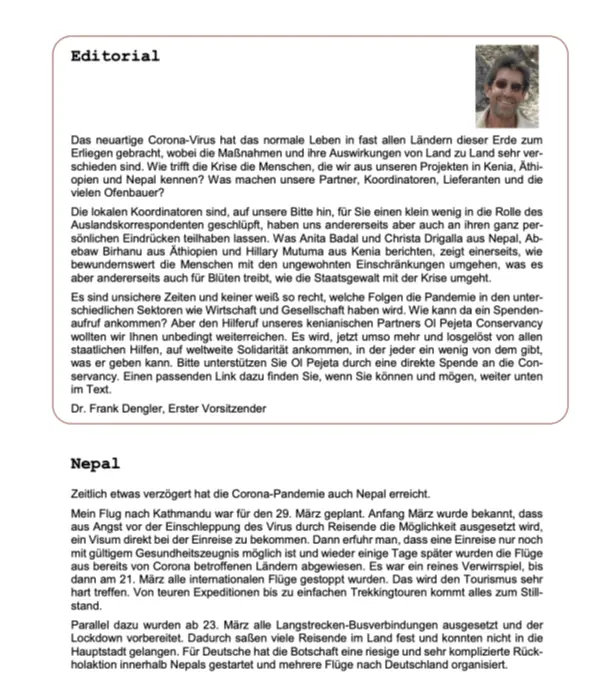 Editorial
Das neuartige Corona-Virus hat das normale Leben in fast allen Ländern dieser Erde zum
Erliegen gebracht, wobei die Maßnahmen und ihre Auswirkungen von Land zu Land sehr ver-
schieden sind. Wie trifft die Krise die Menschen, die wir aus unseren Projekten in Kenia, Äthi-
opien und Nepal kennen? Was machen unsere Partner, Koordinatoren, Lieferanten und die
vielen Ofenbauer?
Die lokalen Koordinatoren sind, auf unsere Bitte hin, für Sie einen klein wenig in die Rolle des
Auslandskorrespondenten geschlüpft, haben uns andererseits aber auch an ihren ganz per-
sönlichen Eindrücken teilhaben lassen. Was Anita Badal und Christa Drigalla aus Nepal, Ab-
ebaw Birhanu aus Äthiopien und Hillary Mutuma aus Kenia berichten, zeigt einerseits, wie
bewundernswert die Menschen mit den ungewohnten Einschränkungen umgehen, was es
aber andererseits auch für Blüten treibt, wie die Staatsgewalt mit der Krise umgeht.
Es sind unsichere Zeiten und keiner weiß so recht, welche Folgen die Pandemie in den unter-
schiedlichen Sektoren wie Wirtschaft und Gesellschaft haben wird. Wie kann da ein Spenden-
aufruf ankommen? Aber den Hilferuf unseres kenianischen Partners Ol Pejeta Conservancy
wollten wir Ihnen unbedingt weiterreichen. Es wird, jetzt umso mehr und losgelöst von allen
staatlichen Hilfen, auf weltweite Solidarität ankommen, in der jeder ein wenig von dem gibt,
was er geben kann. Bitte unterstützen Sie Ol Pejeta durch eine direkte Spende an die Con-
servancy. Einen passenden Link dazu finden Sie, wenn Sie können und mögen, weiter unten
im Text.
Dr. Frank Dengler, Erster Vorsitzender
Nepal
Zeitlich etwas verzögert hat die Corona-Pandemie auch Nepal erreicht.
Mein Flug nach Kathmandu war für den 29. März geplant. Anfang März wurde bekannt, dass
aus Angst vor der Einschleppung des Virus durch Reisende die Möglichkeit ausgesetzt wird,
ein Visum direkt bei der Einreise zu bekommen. Dann erfuhr man, dass eine Einreise nur noch
mit gültigem Gesundheitszeugnis möglich ist und wieder einige Tage später wurden die Flüge
aus bereits von Corona betroffenen Ländern abgewiesen. Es war ein reines Verwirrspiel, bis
dann am 21. März alle internationalen Flüge gestoppt wurden. Das wird den Tourismus sehr
hart treffen. Von teuren Expeditionen bis zu einfachen Trekkingtouren kommt alles zum Still-
stand.
Parallel dazu wurden ab 23. März alle Langstrecken-Busverbindungen ausgesetzt und der
Lockdown vorbereitet. Dadurch saßen viele Reisende im Land fest und konnten nicht in die
Hauptstadt gelangen. Für Deutsche hat die Botschaft eine riesige und sehr komplizierte Rück-
holaktion innerhalb Nepals gestartet und mehrere Flüge nach Deutschland organisiert.